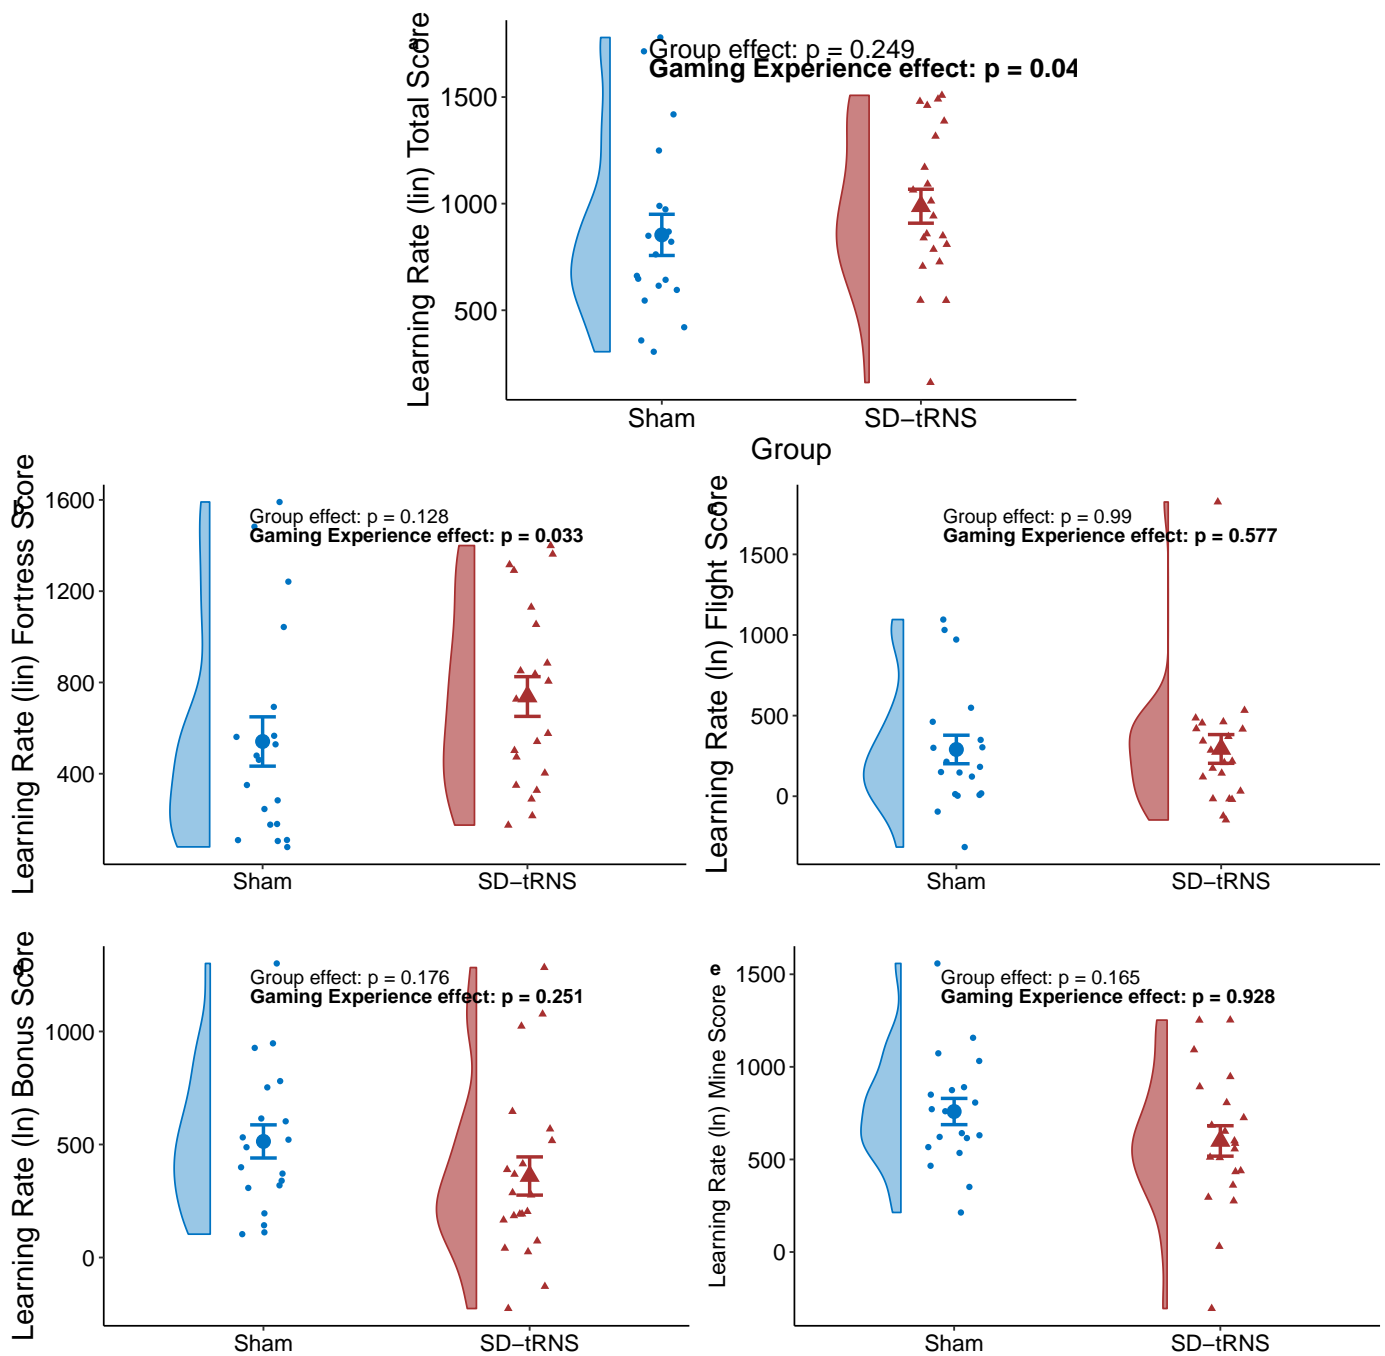 a
Learning Rate (lin) Total Score
Group effect: p = 0.249
Gaming Experience effect: p = 0.04
1500
1000
500
Sham
SD−tRNS
Group
Learning Rate (lin) Fortress Score
Group effect: p = 0.128
Gaming Experience effect: p = 0.033
1600
1200
800
400
Sham
SD−tRNS
Learning Rate (ln) Flight Score
Group effect: p = 0.99
Gaming Experience effect: p = 0.577
1500
1000
500
0
Sham
SD−tRNS
Learning Rate (ln) Bonus Score
Group effect: p = 0.176
Gaming Experience effect: p = 0.251
1000
500
0
Sham
SD−tRNS
e
Learning Rate (ln) Mine Score
Group effect: p = 0.165
Gaming Experience effect: p = 0.928
1500
1000
500
0
Sham
SD−tRNS